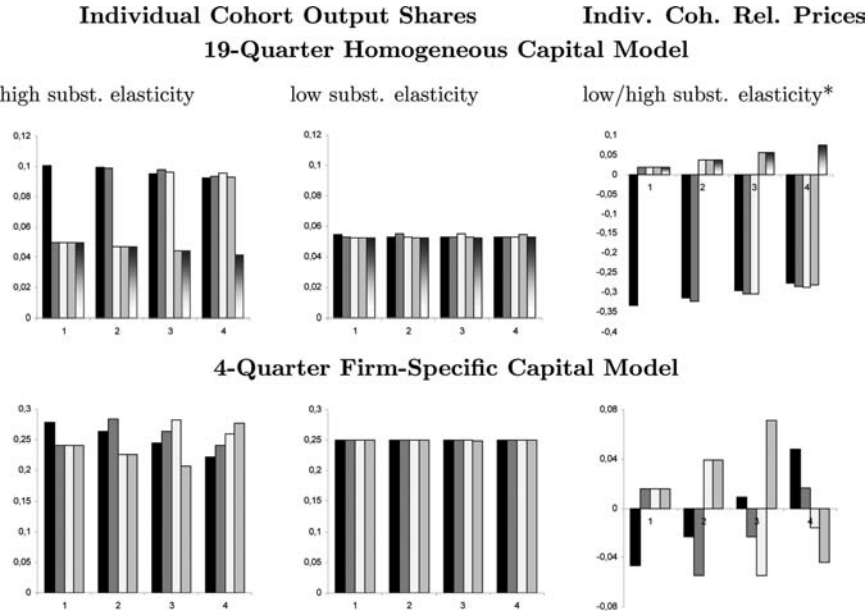 Individual Cohort Output Shares Indiv. Coh. Rel. Prices
19-Quarter Homogeneous Capital Model
high subst. elasticity low subst. elasticity low/high subst. elasticity*
0,12 0,12 0,1
0,1 0,1 0,05
0,08 0,08 0
0,06 0,06 -0,05
0,04 0,04 -0,1
0,02 0,02 -0,15
0 0 -0,2
-0,25
-0,3
-0,35
-0,4
1 2 3 4 1 2 3 4 1 2 3 4
4-Quarter Firm-Specific Capital Model
0,3 0,3 0,08
0,25 0,25 0,04
0,2 0,2 0
0,15 0,15 -0,04
0,1 0,1 -0,08
0,05 0,05
0 0
1 2 3 4 1 2 3 4 1 2 3 4